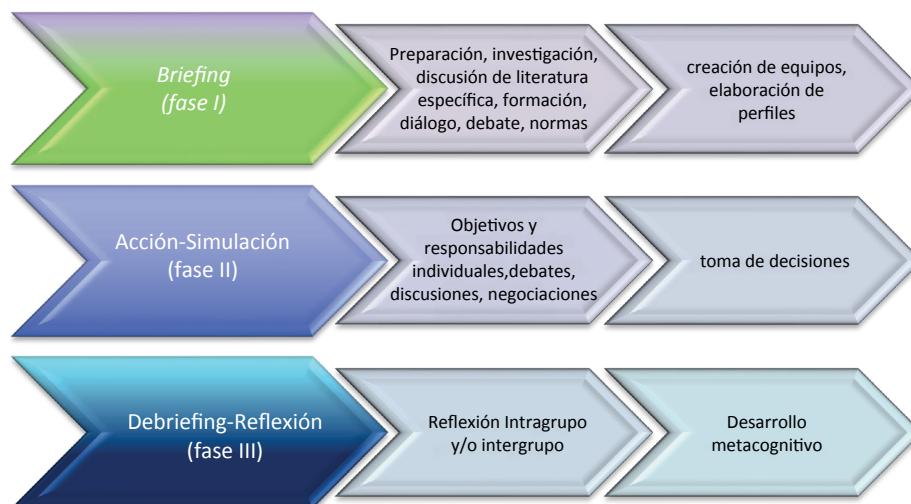 Briefing
(fase I)
Preparación, investigación,
discusión de literatura
específica, formación,
diálogo, debate, normas
creación de equipos,
elaboración de
perfiles
Acción-Simulación
(fase II)
Objetivos y
responsabilidades
individuales,debates,
discusiones, negociaciones
toma de decisiones
Debriefing-Reflexión
(fase III)
Reflexión Intragrupo
y/o intergrupo
Desarrollo
metacognitivo